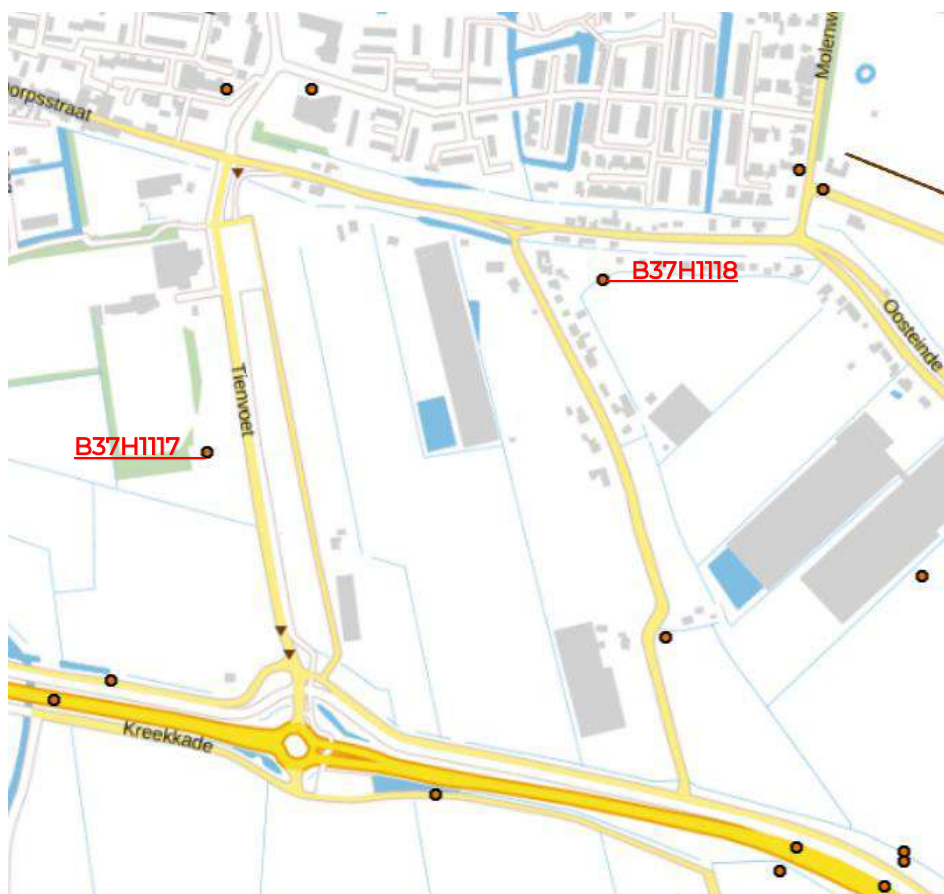 Molenw
orpsstraat
B37H1118
Oosteinde
Tienvoet
B37H1117
Kreekkade